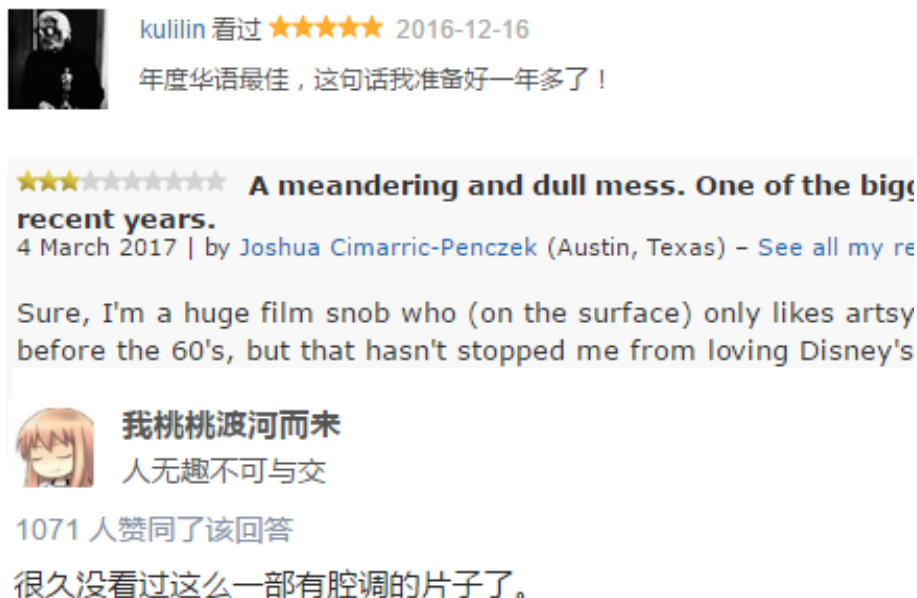 kulilin 看过 2016-12-16
年度华语最佳，这句话我准备好一年多了！
A meandering and dull mess. One of the
recent years.
4 March 2017 | by Joshua Cimarric-Penczek (Austin, Texas) – See all my
Sure, I'm a huge film snob who (on the surface) only likes artsy
before the 60's, but that hasn't stopped me from loving Disney's
我桃桃渡河而来
人无趣不可与交
1071 人赞同了该回答
很久没看过这么一部有腔调的片子了。